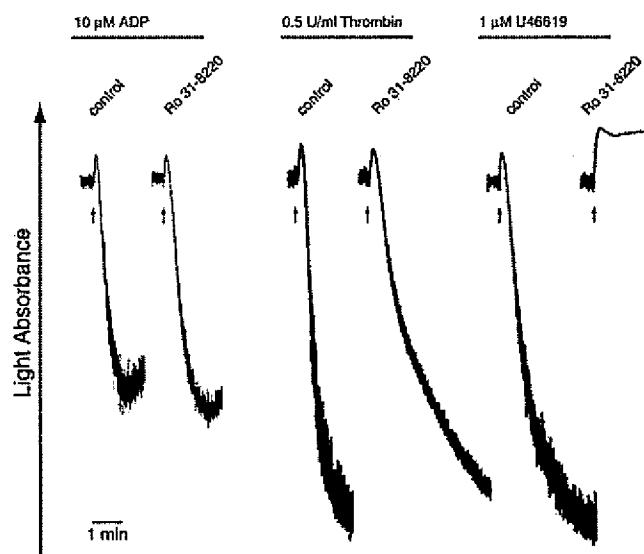 10 µM ADP
0.5 U/ml Thrombin
1 µM U46619
control
Ro 31-8220
control
Ro 31-8220
control
Ro 31-8220
Light Absorbance
1 min